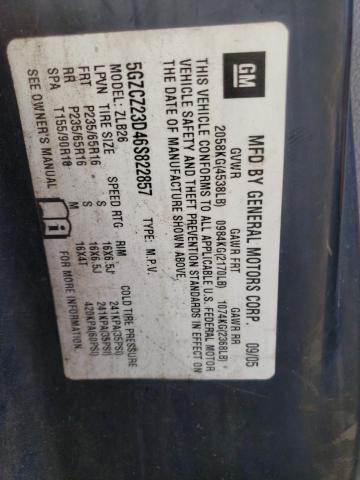 GM
MFD BY GENERAL MOTORS CORP. 09/05
GVWR GAWR FRT GAWR RR
2058KG(4538LB) 0984KG(2170LB) 1074KG(2368LB)
THIS VEHICLE CONFORMS TO ALL APPLICABLE U.S. FEDERAL MOTOR
VEHICLE SAFETY AND THEFT PREVENTION STANDARDS IN EFFECT ON
THE DATE OF MANUFACTURE SHOWN ABOVE.
5GZCZ23D46S822857 TYPE: M.P.V.
MODEL: ZLB26
LPVN TIRE SIZE SPEED RTG RIM COLD TIRE PRESSURE
FRT P235/65R16 S 16X6.5J 241KPA(35PSI)
RR P235/65R16 S 16X6.5J 241KPA(35PSI)
SPA T155/90R16 M 16X4T 420KPA(60PSI)
SEE OWNER'S MANUAL FOR MORE INFORMATION